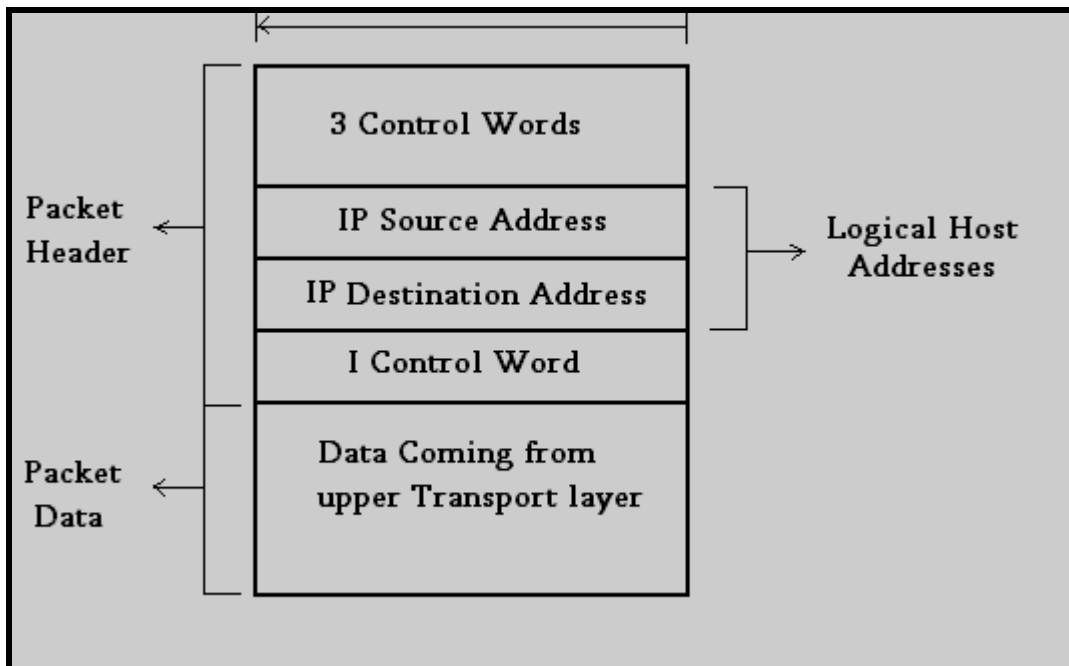 3 Control Words
Packet
Header
IP Source Address
Logical Host
Addresses
IP Destination Address
I Control Word
Data Coming from
upper Transport layer
Packet
Data